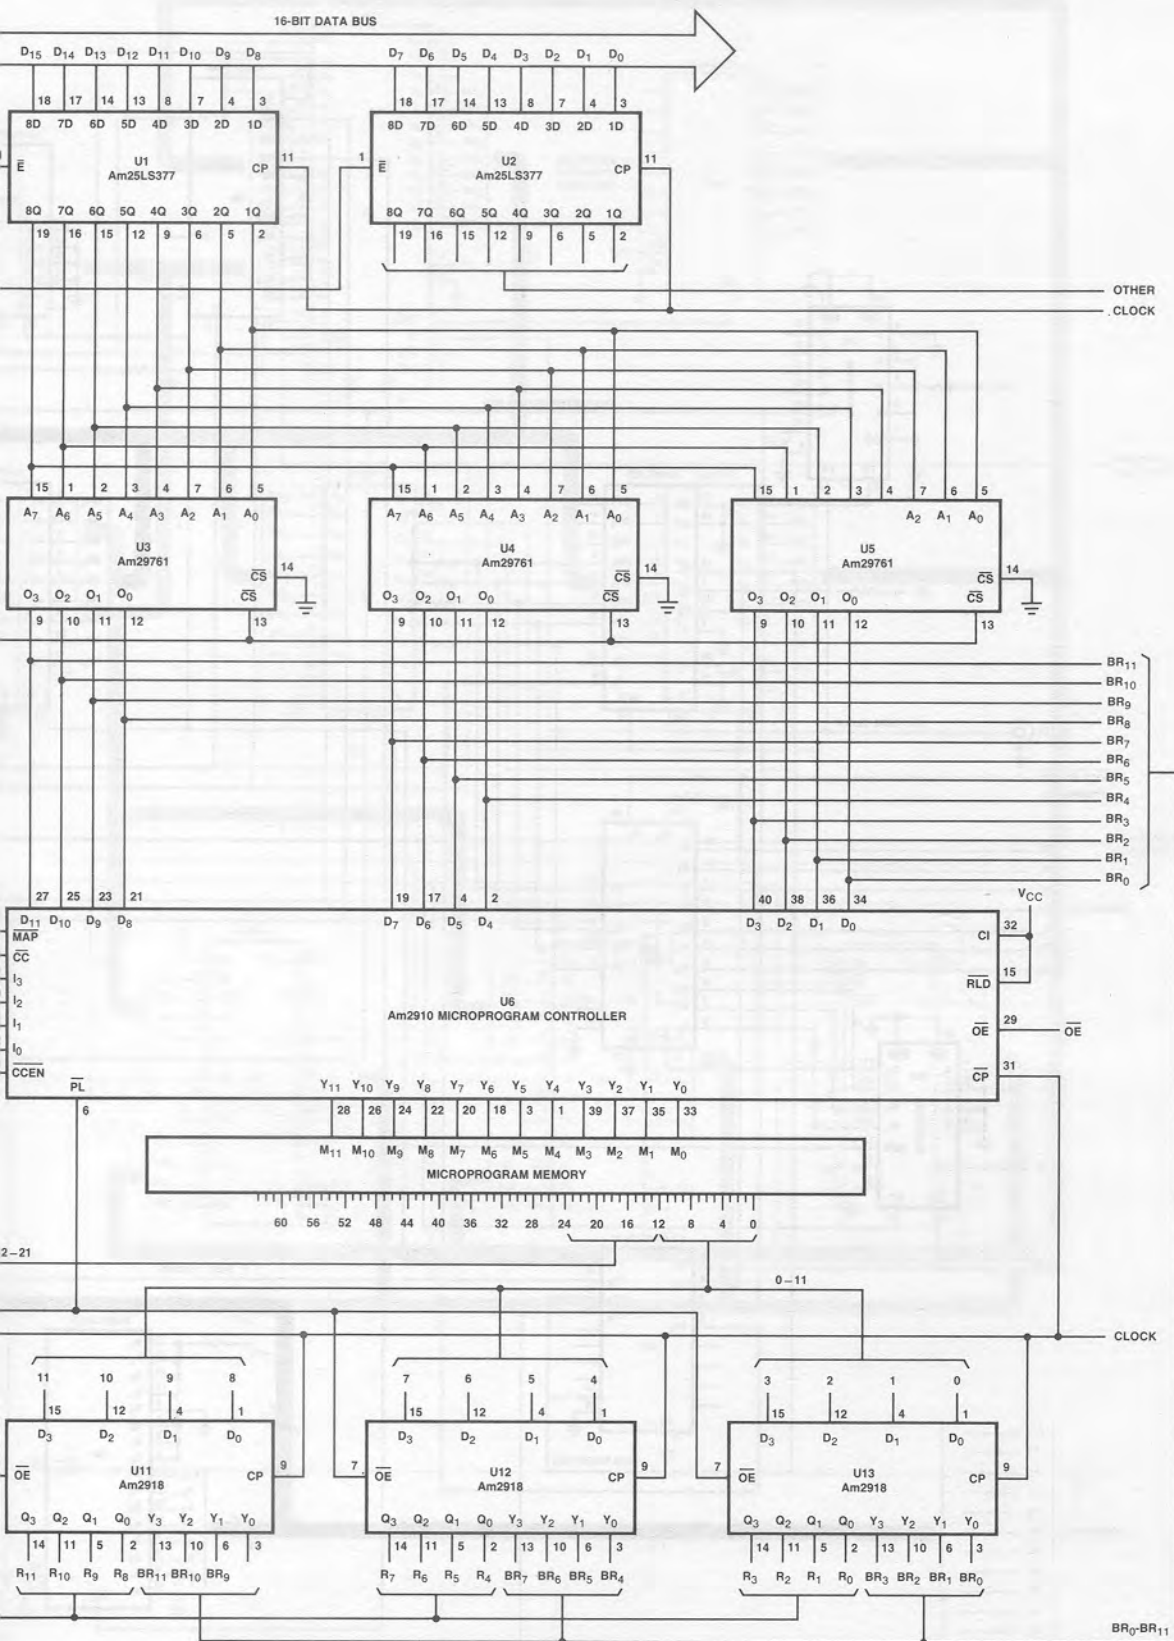 16-BIT DATA BUS
D15 D14 D13 D12 D11 D10 D9 D8 D7 D6 D5 D4 D3 D2 D1 D0
18 17 14 13 8 7 4 3 18 17 14 13 8 7 4 3
8D 7D 6D 5D 4D 3D 2D 1D 8D 7D 6D 5D 4D 3D 2D 1D
E U1 CP 11 1 E U2 CP 11
Am25LS377 Am25LS377
8Q 7Q 6Q 5Q 4Q 3Q 2Q 1Q 8Q 7Q 6Q 5Q 4Q 3Q 2Q 1Q
19 16 15 12 9 6 5 2 19 16 15 12 9 6 5 2
OTHER
CLOCK
15 1 2 3 4 7 6 5 15 1 2 3 4 7 6 5 15 1 2 3 4 7 6 5
A7 A6 A5 A4 A3 A2 A1 A0 A7 A6 A5 A4 A3 A2 A1 A0 A2 A1 A0
U3 U4 U5
Am29761 Am29761 Am29761
CS 14 CS 14 CS 14
O3 O2 O1 O0 CS O3 O2 O1 O0 CS O3 O2 O1 O0 CS
9 10 11 12 13 9 10 11 12 13 9 10 11 12 13
BR11
BR10
BR9
BR8
BR7
BR6
BR5
BR4
BR3
BR2
BR1
BR0
27 25 23 21 19 17 4 2 40 38 36 34 VCC
D11 D10 D9 D8 D7 D6 D5 D4 D3 D2 D1 D0
MAP CI 32
CC
I3 RLD 15
I2 U6
I1 Am2910 MICROPROGRAM CONTROLLER OE 29 OE
I0
CCEN CP 31
PL Y11 Y10 Y9 Y8 Y7 Y6 Y5 Y4 Y3 Y2 Y1 Y0
6 28 26 24 22 20 18 3 1 39 37 35 33
M11 M10 M9 M8 M7 M6 M5 M4 M3 M2 M1 M0
MICROPROGRAM MEMORY
60 56 52 48 44 40 36 32 28 24 20 16 12 8 4 0
2–21
0–11
CLOCK
11 10 9 8 7 6 5 4 3 2 1 0
15 12 4 1 15 12 4 1 15 12 4 1
D3 D2 D1 D0 D3 D2 D1 D0 D3 D2 D1 D0
OE U11 CP 9 7 OE U12 CP 9 7 OE U13 CP 9
Am2918 Am2918 Am2918
Q3 Q2 Q1 Q0 Y3 Y2 Y1 Y0 Q3 Q2 Q1 Q0 Y3 Y2 Y1 Y0 Q3 Q2 Q1 Q0 Y3 Y2 Y1 Y0
14 11 5 2 13 10 6 3 14 11 5 2 13 10 6 3 14 11 5 2 13 10 6 3
R11 R10 R9 R8 BR11 BR10 BR9 R7 R6 R5 R4 BR7 BR6 BR5 BR4 R3 R2 R1 R0 BR3 BR2 BR1 BR0
BR0-BR11